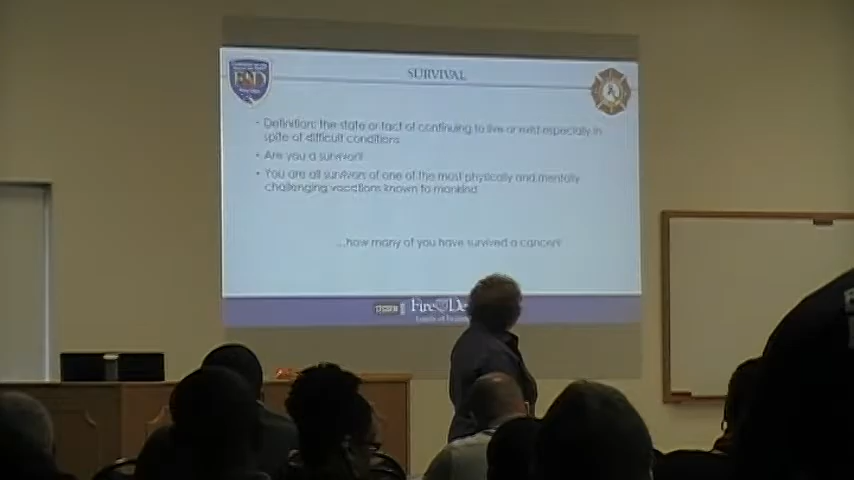 SURVIVAL
- Definition: the state or fact of continuing to live or exist especially in
spite of difficult conditions
- Are you a survivor?
- You are all survivors of one of the most physically and mentally
challenging vocations known to mankind
...how many of you have survived a cancer?
Fire De